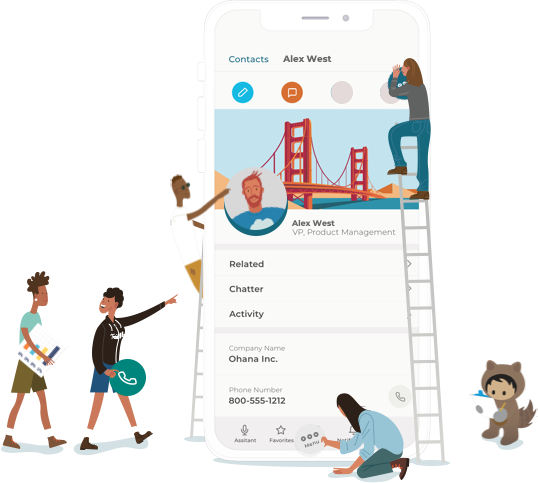 Contacts Alex West
Alex West
VP, Product Management
Related
Chatter
Activity
Company Name
Ohana Inc.
Phone Number
800-555-1212
Assitant Favorites Menu